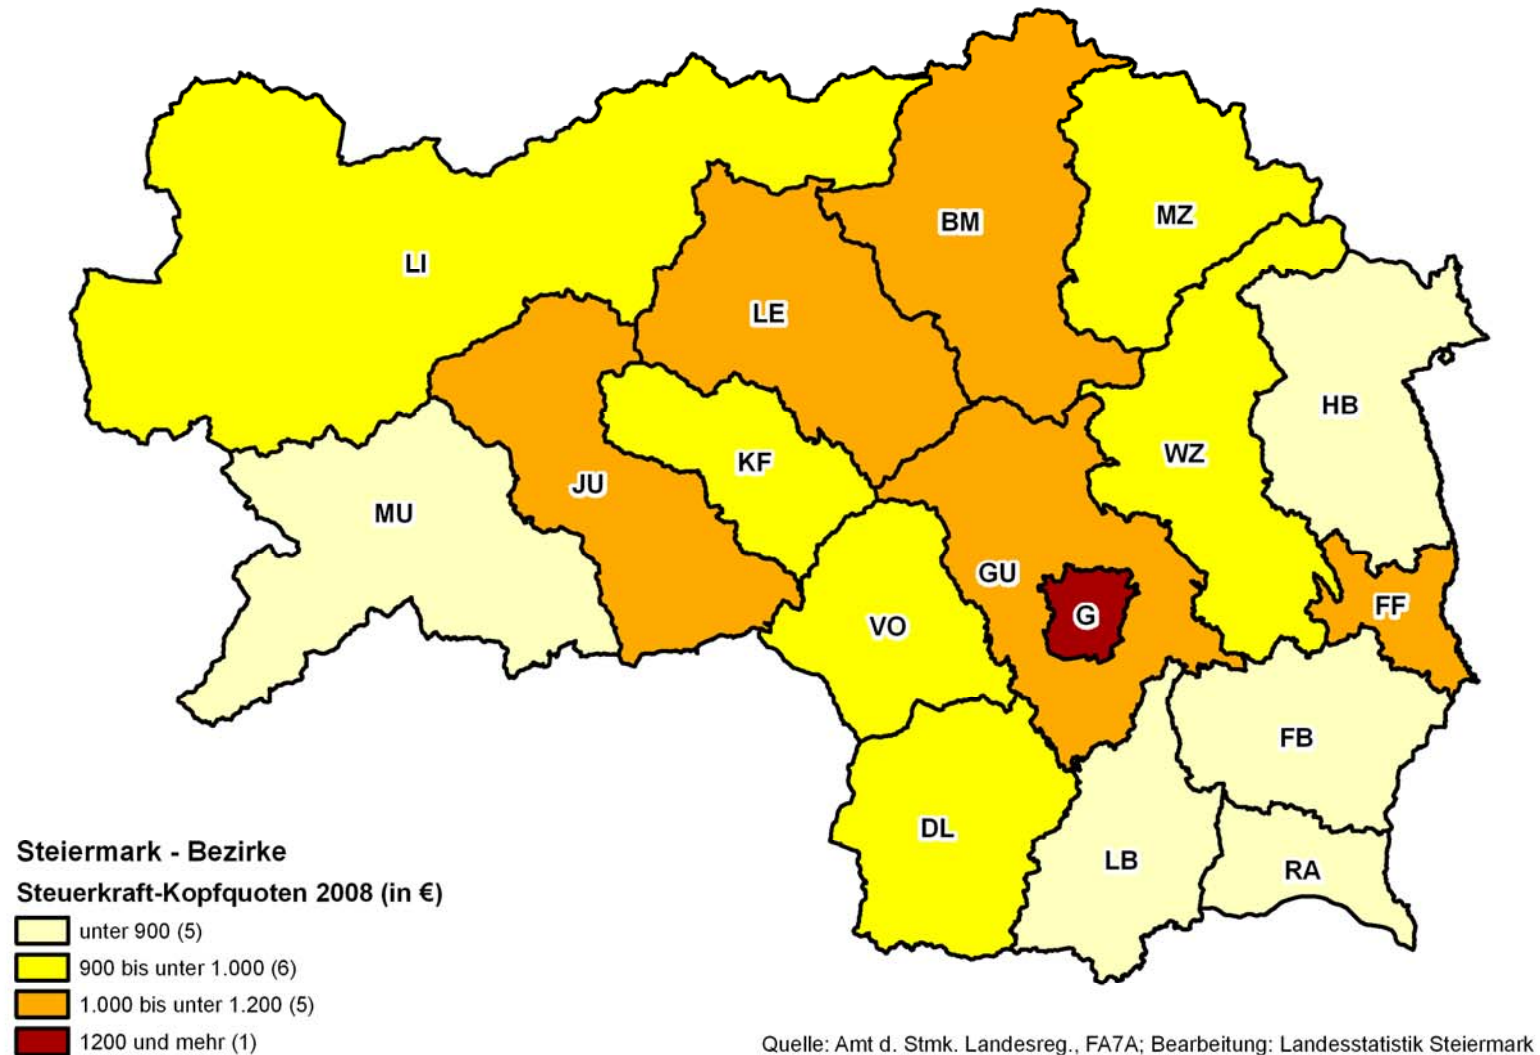 BM
MZ
LI
LE
HB
WZ
KF
JU
MU
GU
FF
G
VO
FB
DL
LB
RA
Steiermark - Bezirke
Steuerkraft-Kopfquoten 2008 (in €)
unter 900 (5)
900 bis unter 1.000 (6)
1.000 bis unter 1.200 (5)
1200 und mehr (1)
Quelle: Amt d. Stmk. Landesreg., FA7A; Bearbeitung: Landesstatistik Steiermark